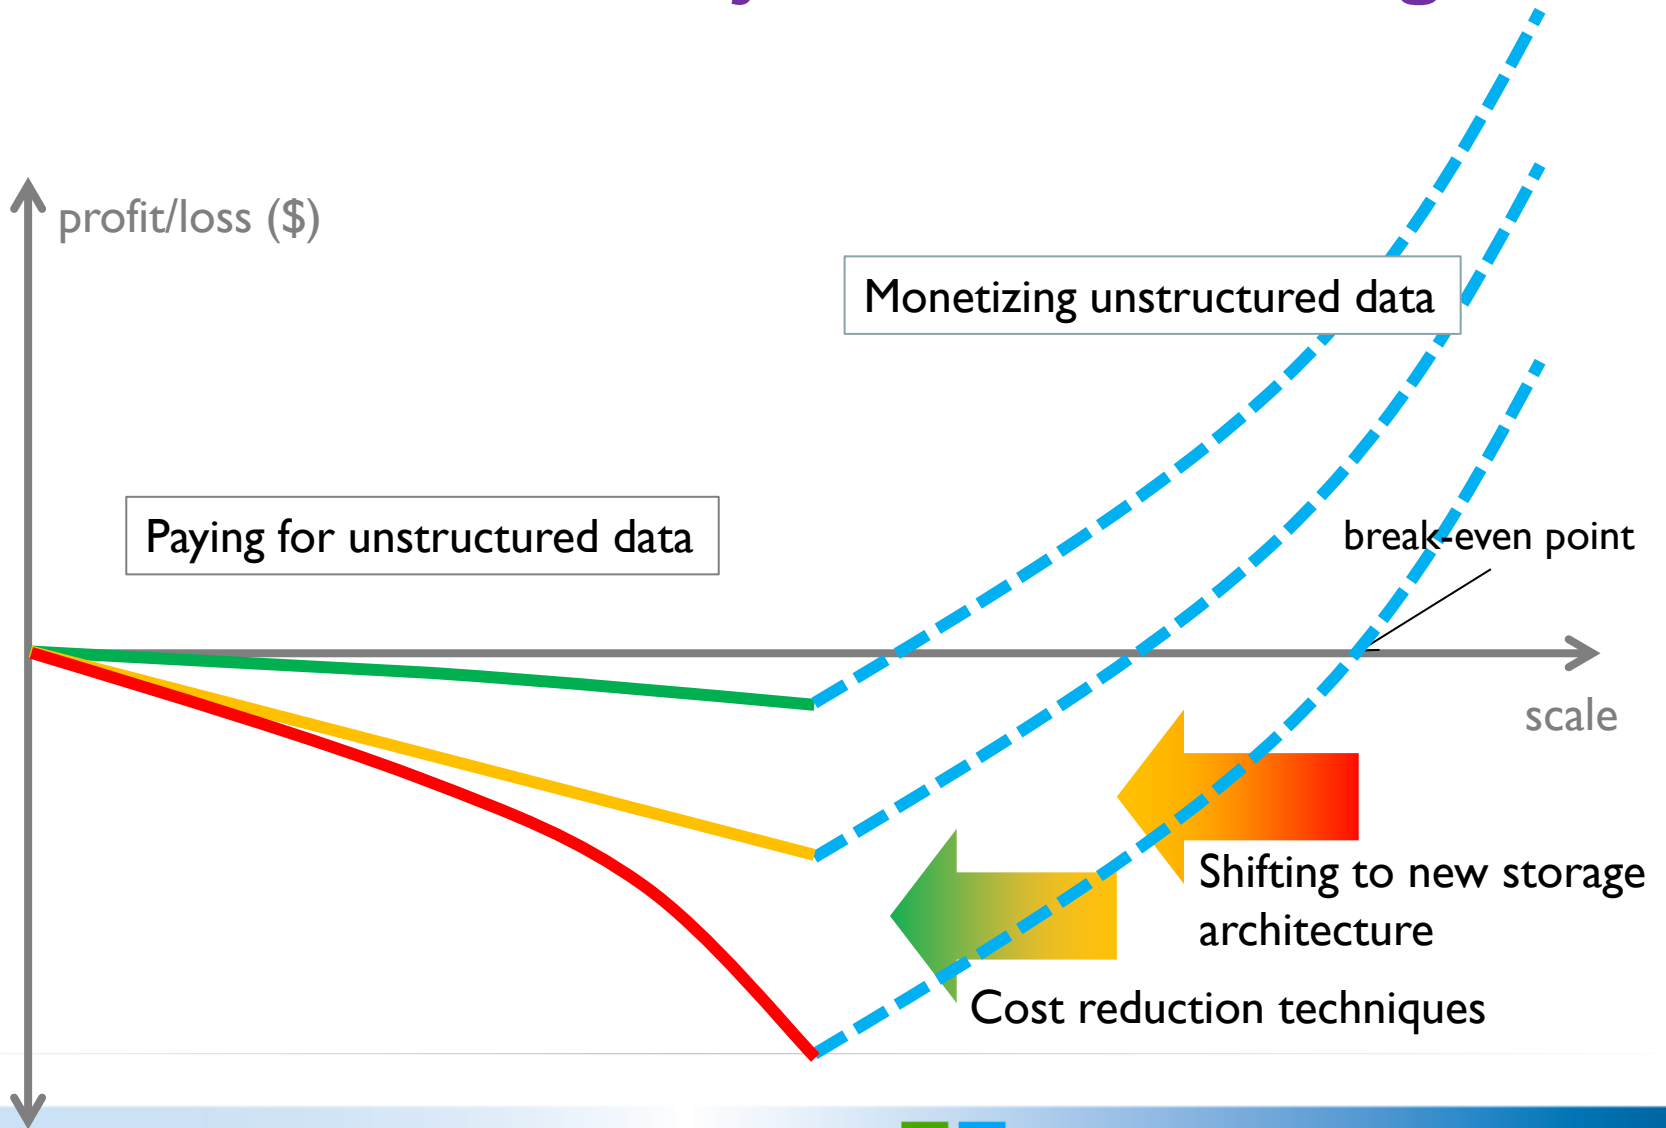 profit/loss ($)
Monetizing unstructured data
Paying for unstructured data
break-even point
scale
Shifting to new storage
architecture
Cost reduction techniques